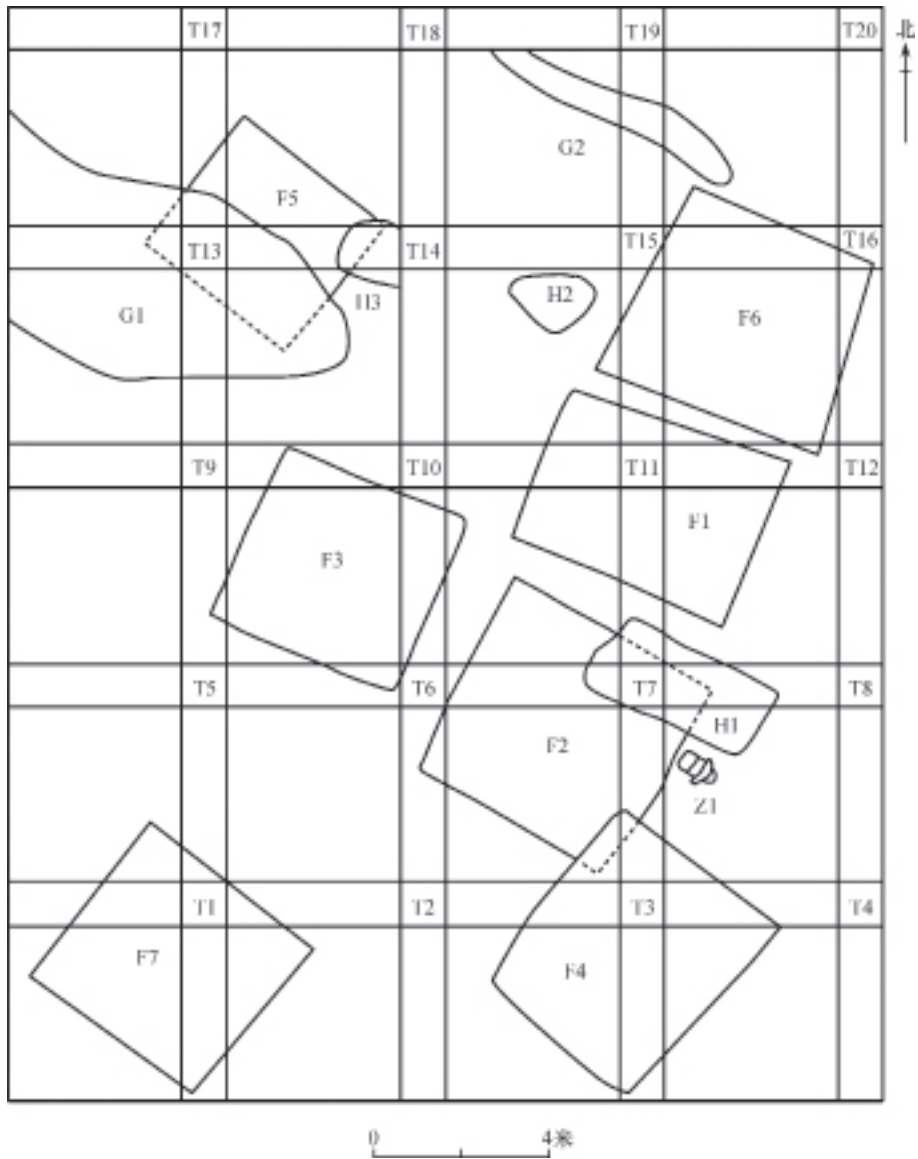 T17 T18 T19 T20 北
G2
F5
T13 T14 T15 T16
H2
H3
G1 F6
T9 T10 T11 T12
F1
F3
T5 T6 T7 T8
H1
F2
Z1
T1 T2 T3 T4
F7 F4
0 4米